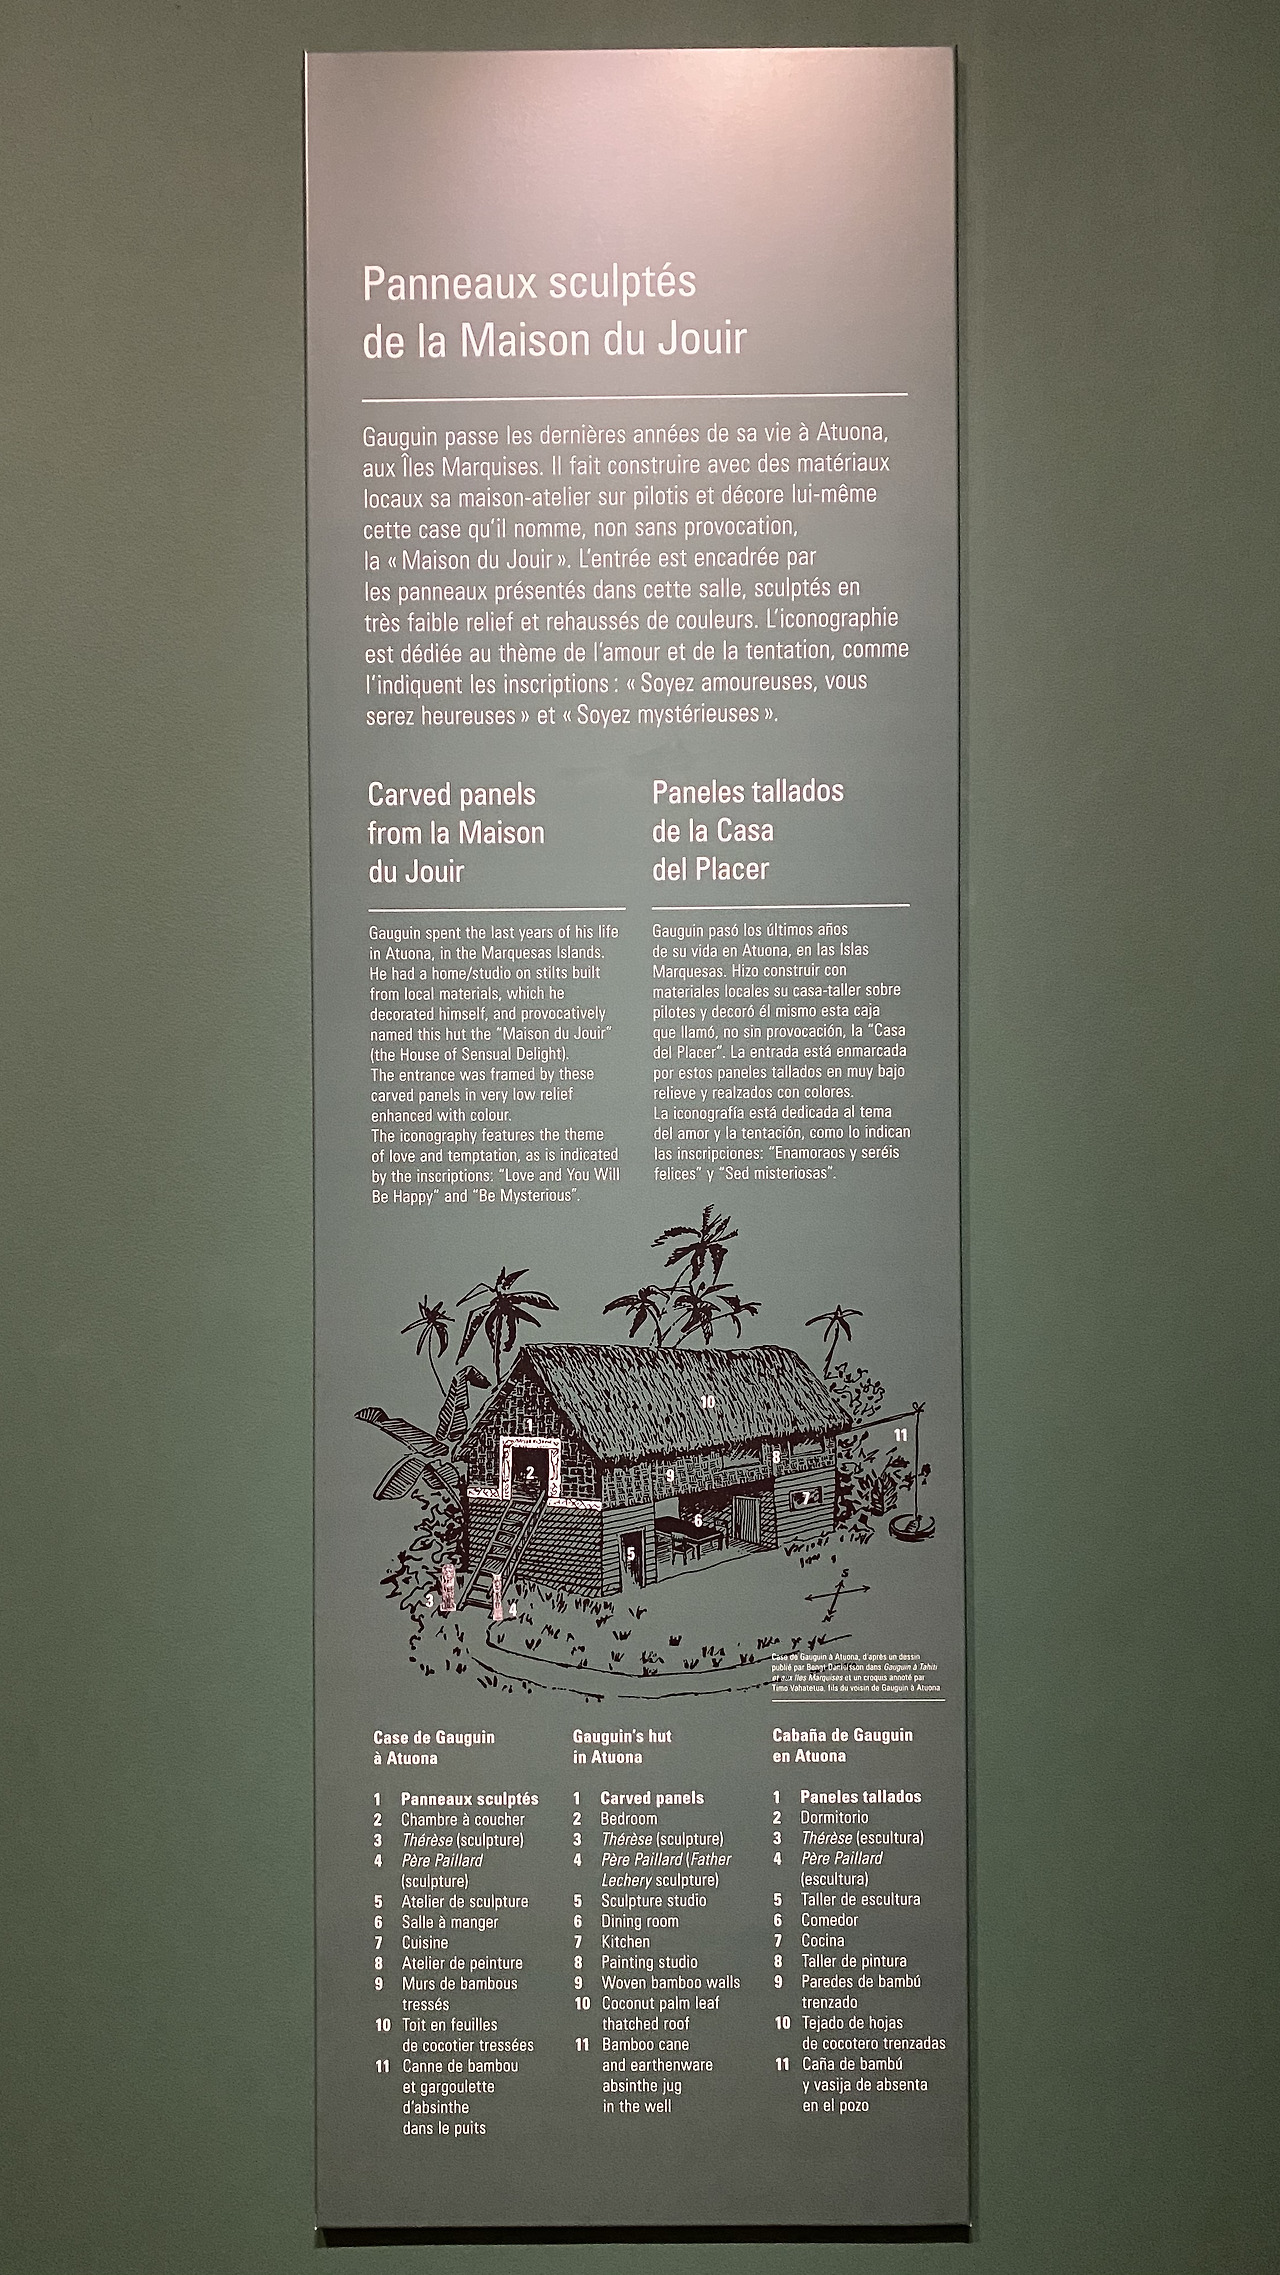 Panneaux sculptés
de la Maison du Jouir
Gauguin passe les dernières années de sa vie à Atuona,
aux Îles Marquises. Il fait construire avec des matériaux
locaux sa maison-atelier sur pilotis et décore lui-même
cette case qu'il nomme, non sans provocation,
la « Maison du Jouir ». L'entrée est encadrée par
les panneaux présentés dans cette salle, sculptés en
très faible relief et rehaussés de couleurs. L'iconographie
est dédiée au thème de l'amour et de la tentation, comme
l'indiquent les inscriptions : « Soyez amoureuses, vous
serez heureuses » et « Soyez mystérieuses ».
Carved panels
from la Maison
du Jouir
Gauguin spent the last years of his life
in Atuona, in the Marquesas Islands.
He had a home/studio on stilts built
from local materials, which he
decorated himself, and provocatively
named this hut the "Maison du Jouir"
(the House of Sensual Delight).
The entrance was framed by these
carved panels in very low relief
enhanced with colour.
The iconography features the theme
of love and temptation, as is indicated
by the inscriptions: "Love and You Will
Be Happy" and "Be Mysterious".
Paneles tallados
de la Casa
del Placer
Gauguin pasó los últimos años
de su vida en Atuona, en las Islas
Marquesas. Hizo construir con
materiales locales su casa-taller sobre
pilotes y decoró él mismo esta caja
que llamó, no sin provocación, la "Casa
del Placer". La entrada está enmarcada
por estos paneles tallados en muy bajo
relieve y realzados con colores.
La iconografía está dedicada al tema
del amor y la tentación, como lo indican
las inscripciones: "Enamoraos y seréis
felices" y "Sed misteriosas".
10
1
11
8
2
9
7
6
5
S
3
4
N
Case de Gauguin à Atuona, d'après un dessin
publié par Bengt Danielsson dans Gauguin à Tahiti
et aux îles Marquises et un croquis annoté par
Timo Vahatetua, fils du voisin de Gauguin à Atuona
Case de Gauguin
à Atuona
1 Panneaux sculptés
2 Chambre à coucher
3 Thérèse (sculpture)
4 Père Paillard
(sculpture)
5 Atelier de sculpture
6 Salle à manger
7 Cuisine
8 Atelier de peinture
9 Murs de bambous
tressés
10 Toit en feuilles
de cocotier tressées
11 Canne de bambou
et gargoulette
d'absinthe
dans le puits
Gauguin's hut
in Atuona
1 Carved panels
2 Bedroom
3 Thérèse (sculpture)
4 Père Paillard (Father
Lechery sculpture)
5 Sculpture studio
6 Dining room
7 Kitchen
8 Painting studio
9 Woven bamboo walls
10 Coconut palm leaf
thatched roof
11 Bamboo cane
and earthenware
absinthe jug
in the well
Cabaña de Gauguin
en Atuona
1 Paneles tallados
2 Dormitorio
3 Thérèse (escultura)
4 Père Paillard
(escultura)
5 Taller de escultura
6 Comedor
7 Cocina
8 Taller de pintura
9 Paredes de bambú
trenzado
10 Tejado de hojas
de cocotero trenzadas
11 Caña de bambú
y vasija de absenta
en el pozo